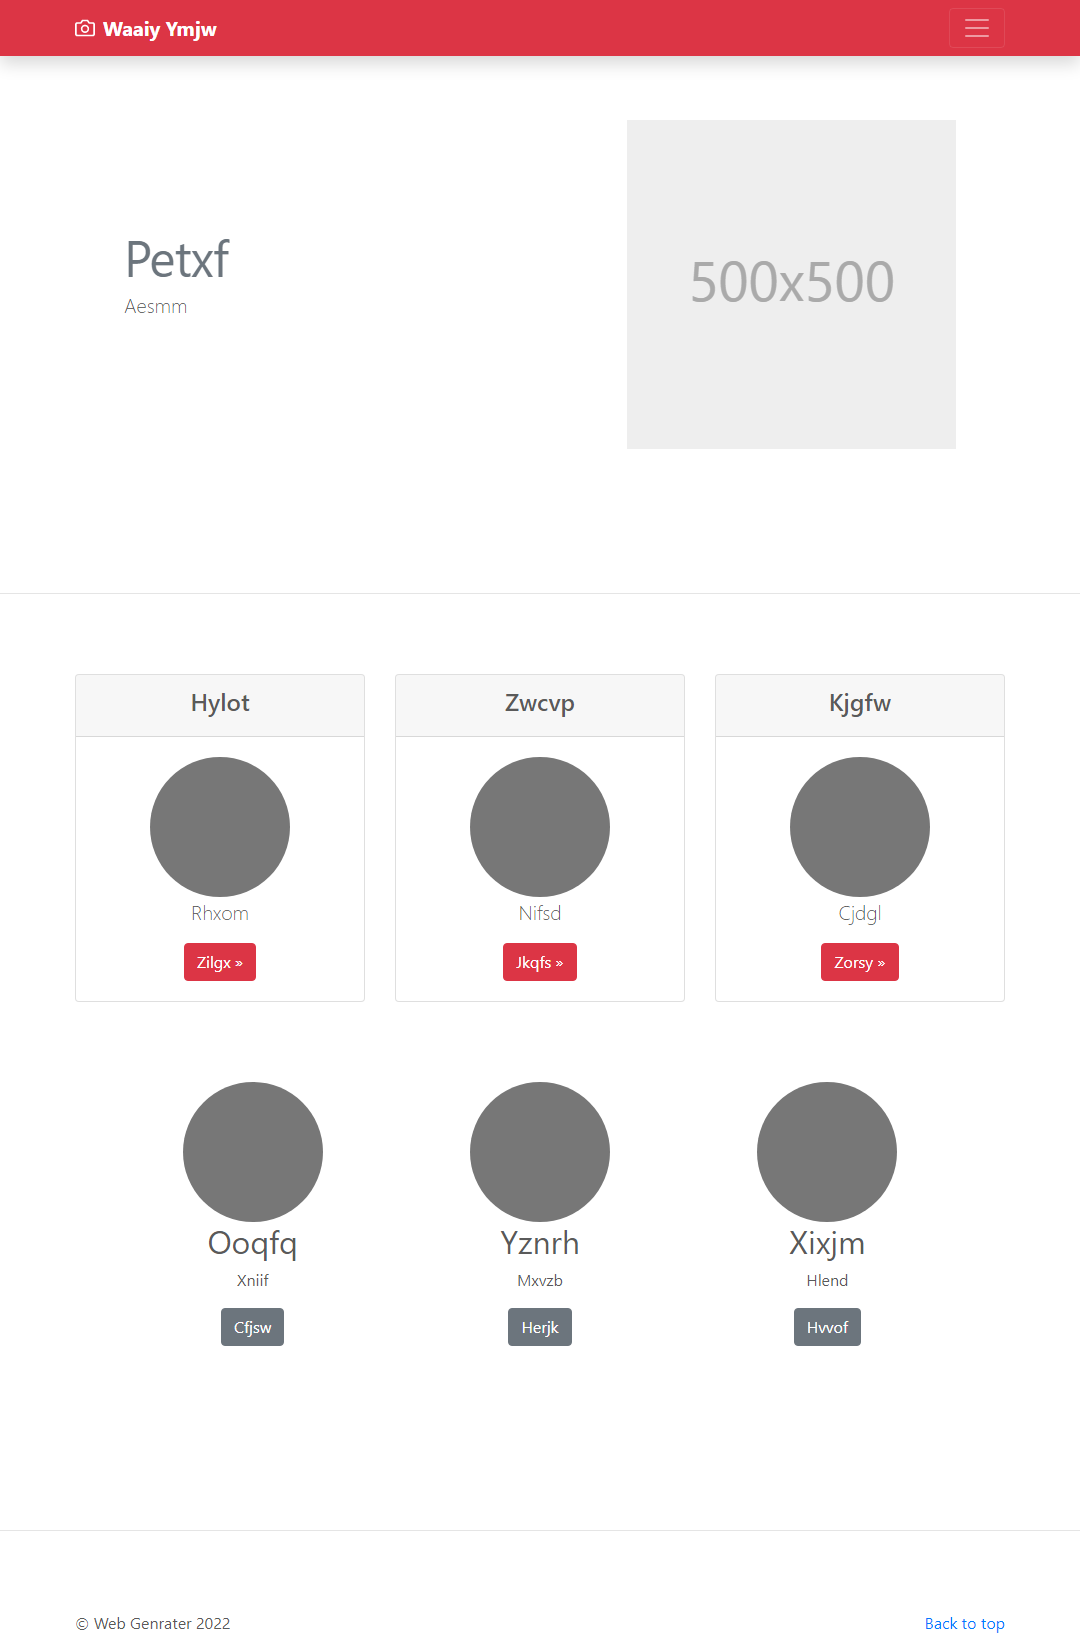 Waaiy Ymjw
Petxf
Aesmm
500x500
Hylot
Zwcvp
Kjgfw
Rhxom
Nifsd
Cjdgl
Zilgx »
Jkqfs »
Zorsy »
Ooqfq
Yznrh
Xixjm
Xniif
Mxvzb
Hlend
Cfjsw
Herjk
Hvvof
© Web Genrater 2022
Back to top